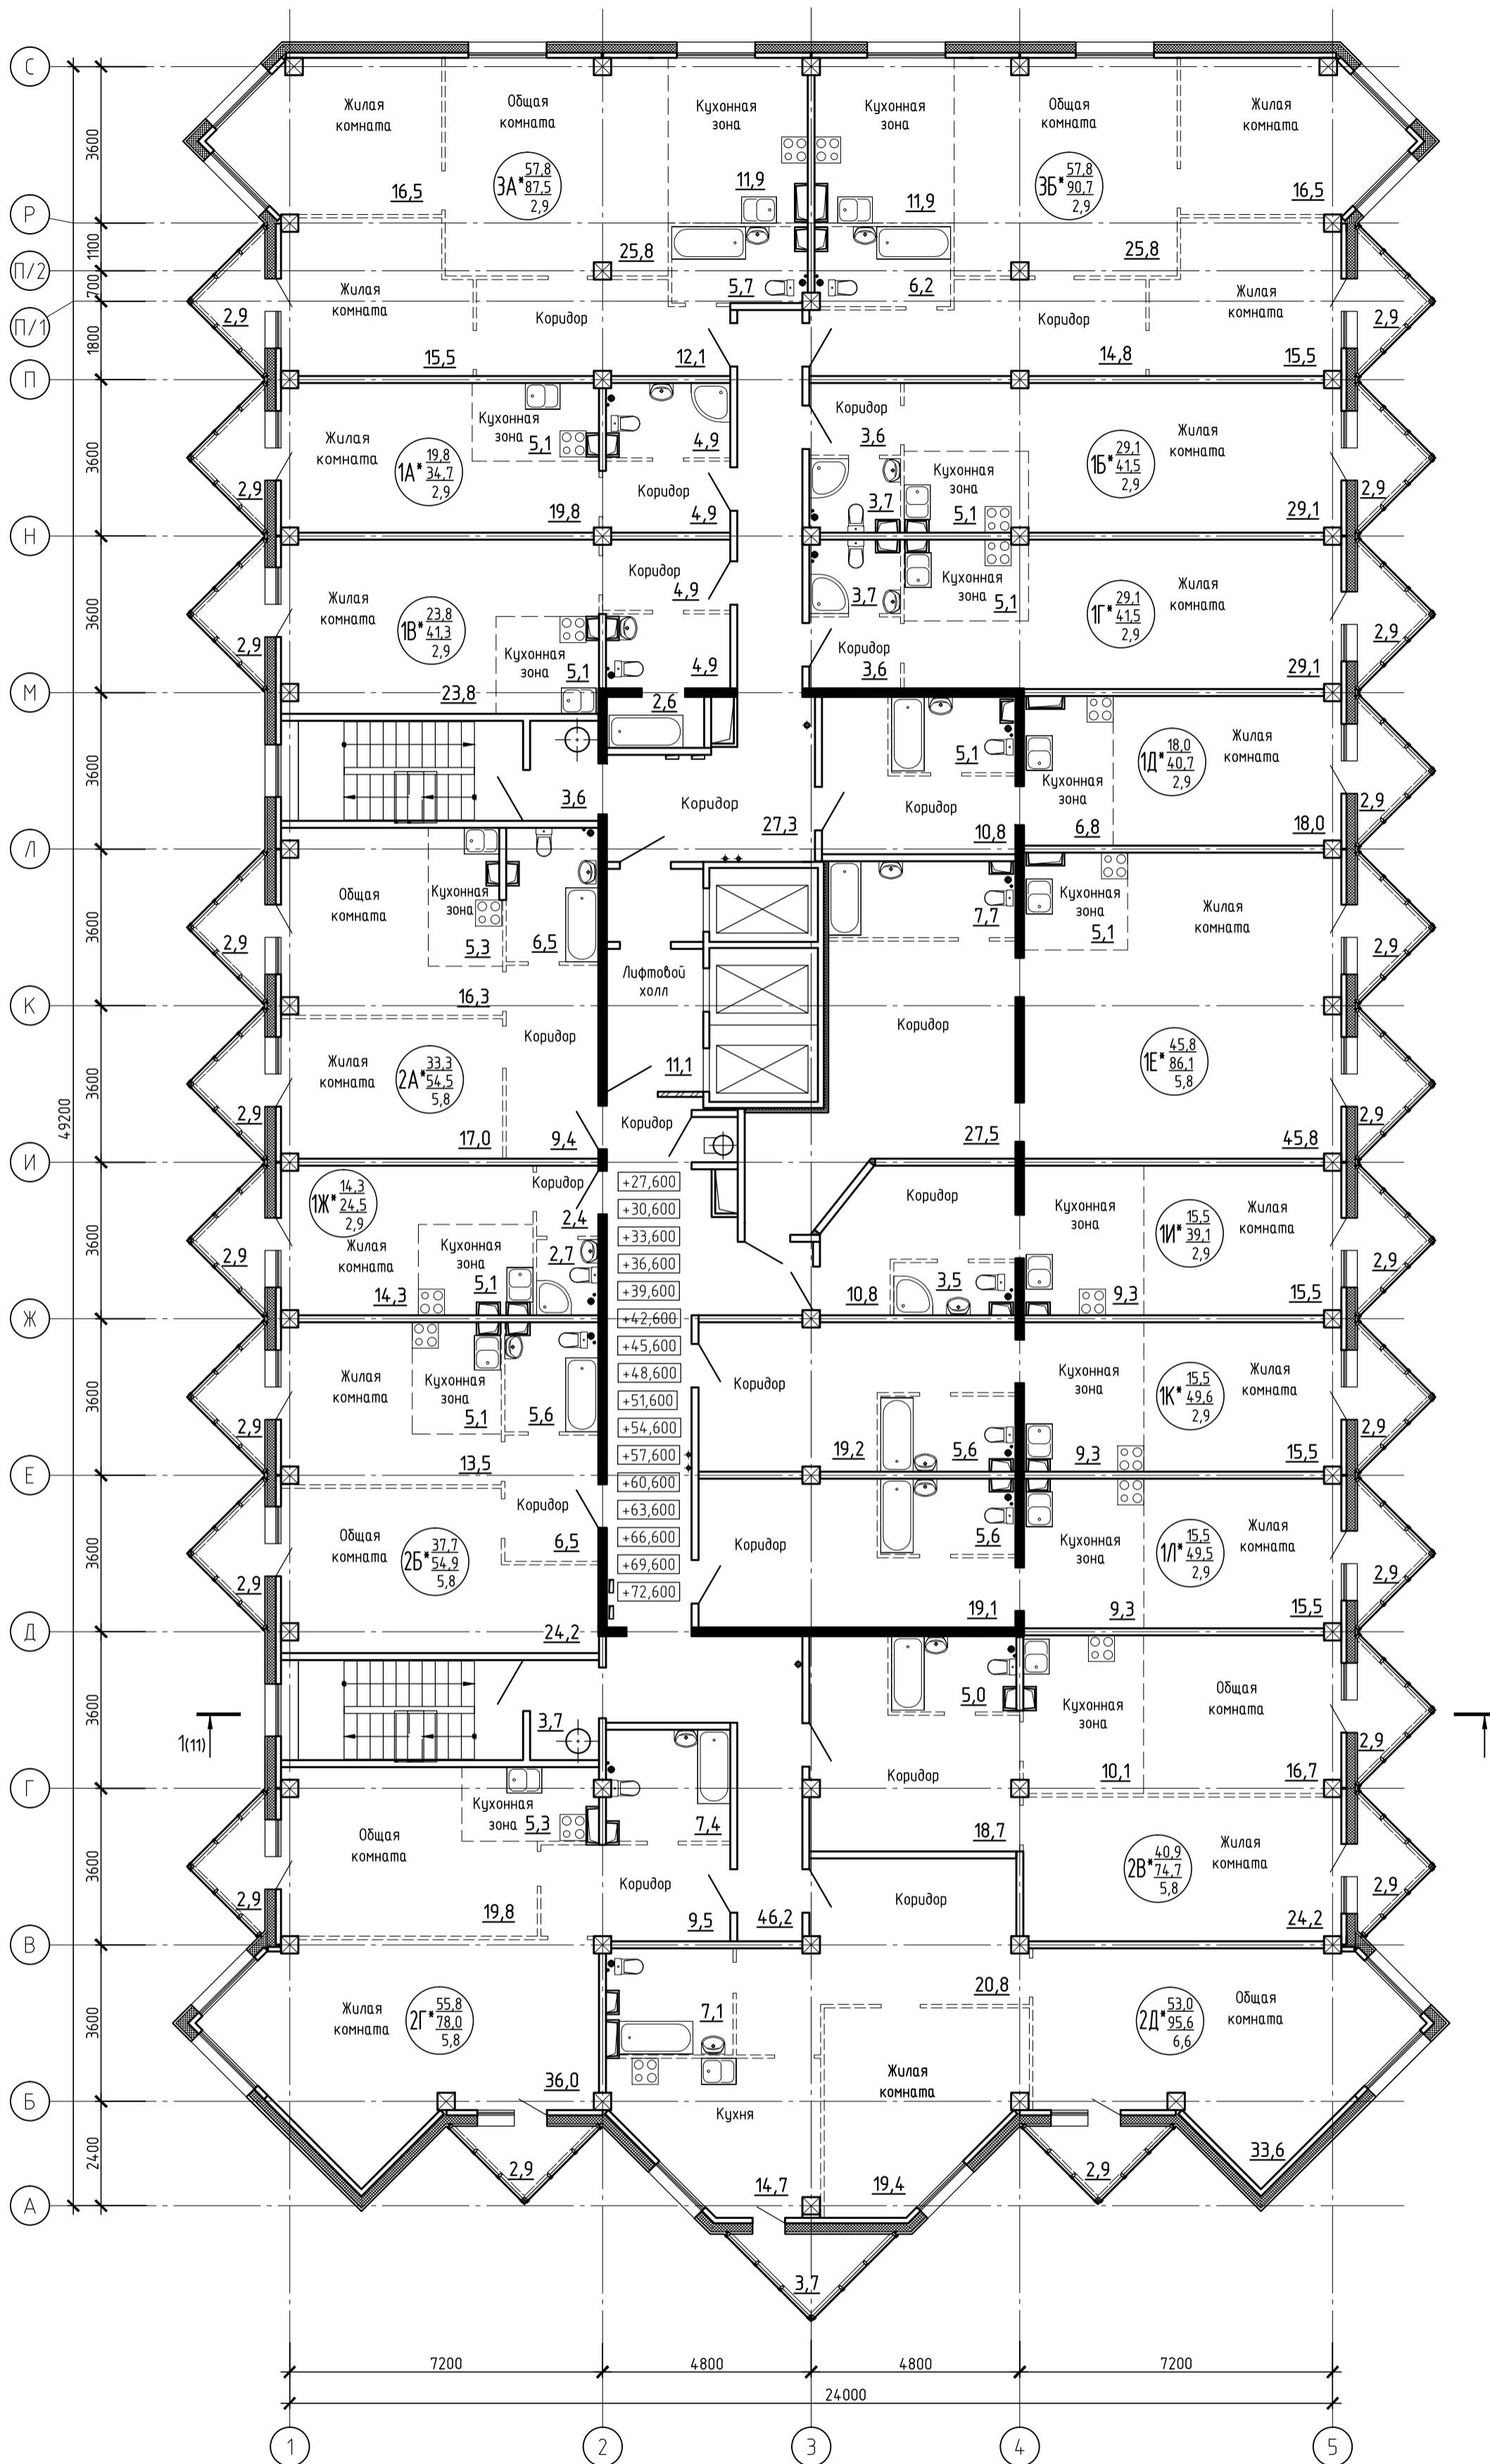 С
Жилая
комната
Общая
комната
Кухонная
зона
Кухонная
зона
Общая
комната
Жилая
комната
3600
3А*
57,8
87,5
2,9
3Б*
57,8
90,7
2,9
16,5
11,9
11,9
16,5
Р
1100
25,8
25,8
П/2
700
Жилая
комната
5,7
6,2
Жилая
комната
П/1
2,9
Коридор
Коридор
2,9
1800
15,5
12,1
14,8
15,5
П
Кухонная
зона
5,1
Коридор
Жилая
комната
4,9
3,6
Жилая
комната
3600
1А*
19,8
34,7
2,9
Кухонная
зона
1Б*
29,1
41,5
2,9
2,9
Коридор
3,7
2,9
19,8
4,9
5,1
29,1
Н
Коридор
Жилая
комната
4,9
3,7
Кухонная
зона
5,1
Жилая
комната
3600
1В*
23,8
41,3
2,9
1Г*
29,1
41,5
2,9
2,9
Кухонная
зона
5,1
4,9
Коридор
3,6
2,9
23,8
29,1
М
2,6
5,1
Жилая
комната
3600
1Д*
18,0
40,7
2,9
3,6
Коридор
Коридор
Кухонная
зона
2,9
27,3
10,8
6,8
18,0
Л
Общая
комната
Кухонная
зона
5,3
6,5
7,7
Кухонная
зона
5,1
Жилая
комната
3600
2,9
Лифтовой
холл
2,9
16,3
К
Коридор
Коридор
Жилая
комната
3600
2А*
33,3
54,5
5,8
11,1
1Е*
45,8
86,1
5,8
2,9
Коридор
2,9
17,0
9,4
27,5
45,8
49200
И
1Ж*
14,3
24,5
2,9
Коридор
2,4
+27,600
+30,600
+33,600
+36,600
+39,600
+42,600
+45,600
+48,600
+51,600
+54,600
+57,600
+60,600
+63,600
+66,600
+69,600
+72,600
Коридор
Кухонная
зона
1И*
15,5
39,1
2,9
Жилая
комната
3600
2,9
Жилая
комната
Кухонная
зона
2,7
5,1
14,3
10,8
3,5
9,3
2,9
15,5
Ж
Жилая
комната
Кухонная
зона
5,1
5,6
Коридор
Кухонная
зона
1К*
15,5
49,6
2,9
Жилая
комната
3600
2,9
13,5
19,2
5,6
9,3
2,9
15,5
Е
Общая
комната
Коридор
6,5
Коридор
5,6
Кухонная
зона
1Л*
15,5
49,5
2,9
Жилая
комната
3600
2Б*
37,7
54,9
5,8
2,9
2,9
24,2
19,1
9,3
15,5
Д
3600
1(11)
3,7
5,0
Кухонная
зона
Общая
комната
2,9
Коридор
10,1
16,7
Г
Общая
комната
Кухонная
зона
5,3
7,4
18,7
3600
2В*
40,9
74,7
5,8
Жилая
комната
2,9
Коридор
Коридор
2,9
19,8
9,5
46,2
24,2
В
Жилая
комната
20,8
3600
2Г*
55,8
78,0
5,8
7,1
2Д*
53,0
95,6
6,6
Общая
комната
36,0
Жилая
комната
Б
Кухня
2400
2,9
14,7
19,4
2,9
33,6
А
3,7
7200
4800
4800
7200
24000
1
2
3
4
5